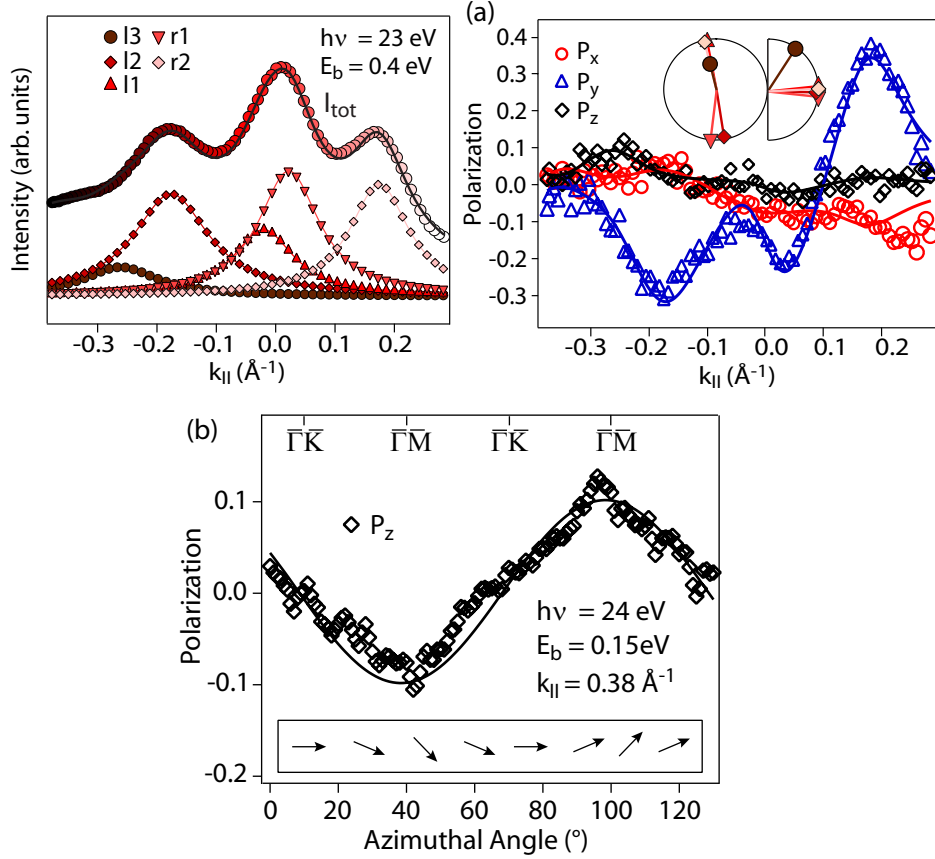 l3
r1
l2
r2
l1
hν = 23 eV
E_b = 0.4 eV
I_tot
Intensity (arb. units)
-0.3 -0.2 -0.1 0.0 0.1 0.2
k_II (Å⁻¹)
(a)
P_x
P_y
P_z
Polarization
0.4
0.3
0.2
0.1
0.0
-0.1
-0.2
-0.3
-0.3 -0.2 -0.1 0.0 0.1 0.2
k_II (Å⁻¹)
(b)
Γ̅K̅ Γ̅M̅ Γ̅K̅ Γ̅M̅
P_z
hν = 24 eV
E_b = 0.15eV
k_II = 0.38 Å⁻¹
Polarization
0.1
0.0
-0.1
-0.2
0 20 40 60 80 100 120
Azimuthal Angle (°)